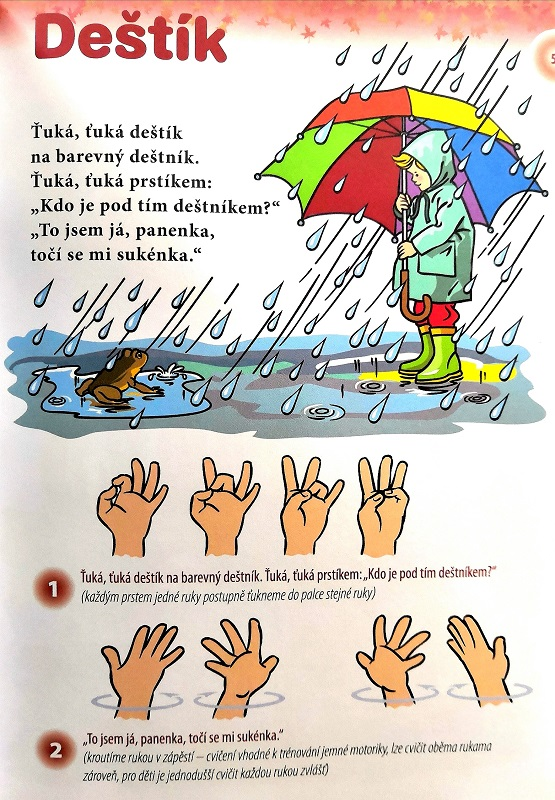 Deštík
5
Ťuká, ťuká deštík
na barevný deštník.
Ťuká, ťuká prstíkem:
„Kdo je pod tím deštníkem?“
„To jsem já, panenka,
točí se mi sukénka.“
1
Ťuká, ťuká deštík na barevný deštník. Ťuká, ťuká prstíkem: „Kdo je pod tím deštníkem?“
(každým prstem jedné ruky postupně ťukneme do palce stejné ruky)
2
„To jsem já, panenka, točí se mi sukénka.“
(kroutíme rukou v zápěstí – cvičení vhodné k trénování jemné motoriky, lze cvičit oběma rukama
zároveň, pro děti je jednodušší cvičit každou rukou zvlášť)